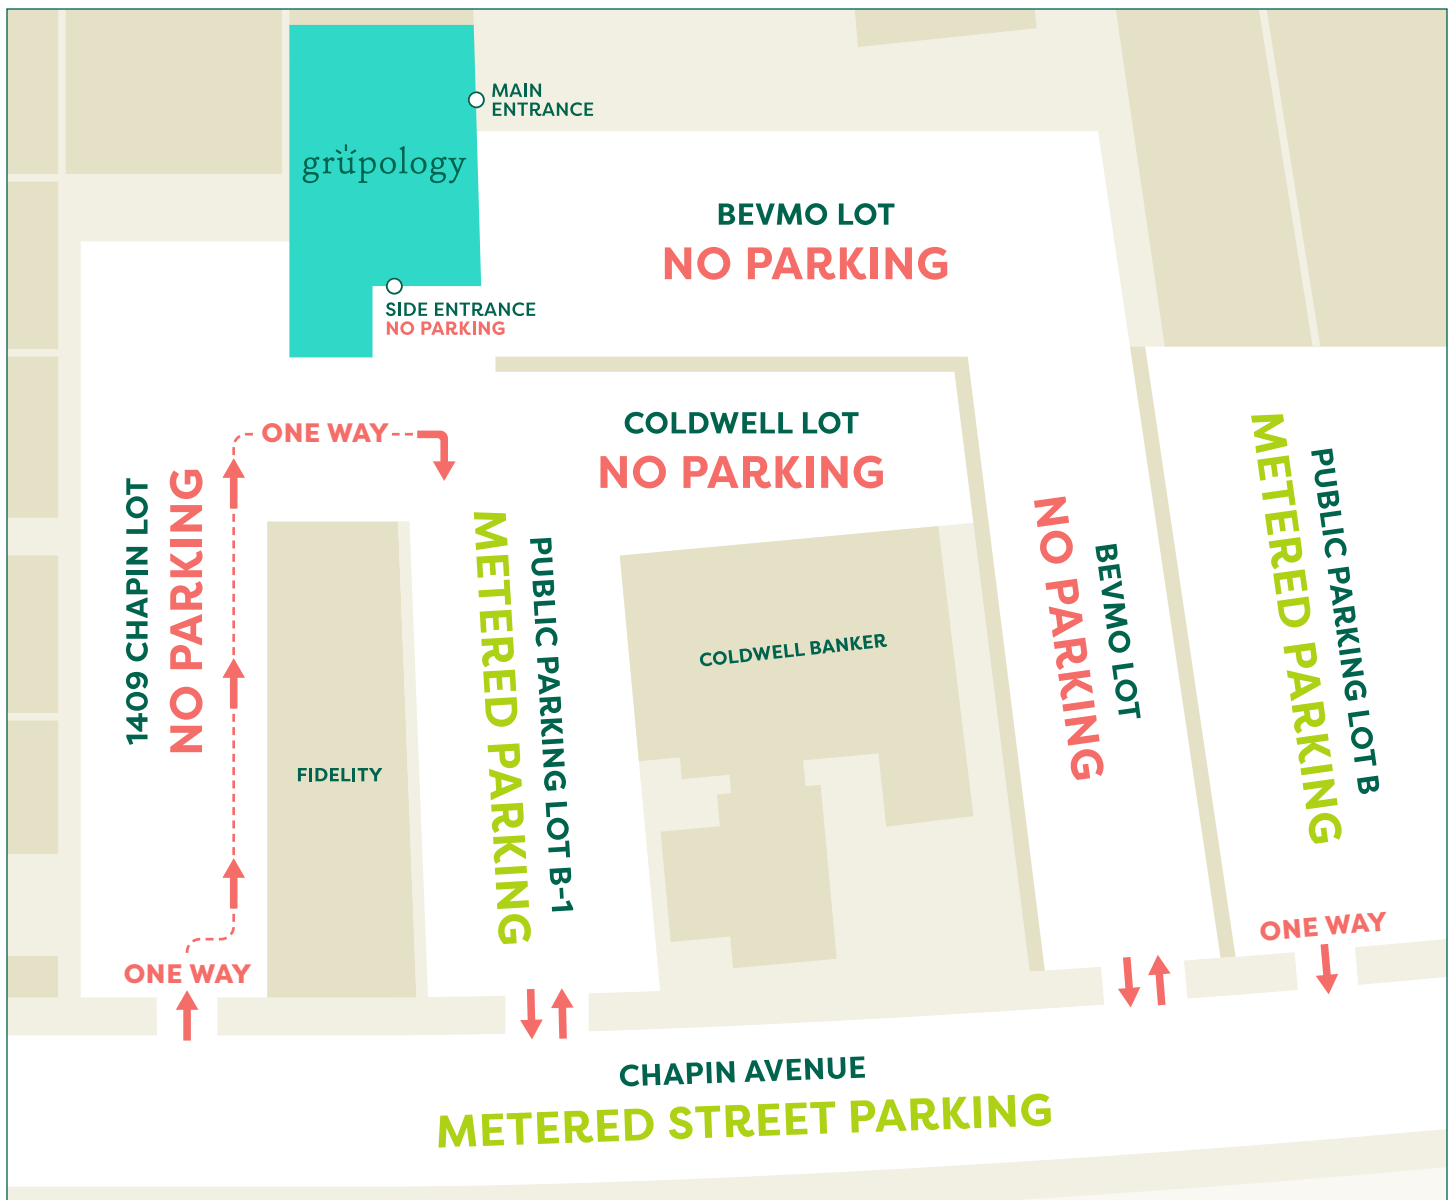 MAIN
ENTRANCE
grüpology
BEVMO LOT
NO PARKING
SIDE ENTRANCE
NO PARKING
ONE WAY
COLDWELL LOT
NO PARKING
1409 CHAPIN LOT
NO PARKING
METERED PARKING
PUBLIC PARKING LOT B-1
COLDWELL BANKER
NO PARKING
BEVMO LOT
METERED PARKING
PUBLIC PARKING LOT B
FIDELITY
ONE WAY
ONE WAY
CHAPIN AVENUE
METERED STREET PARKING